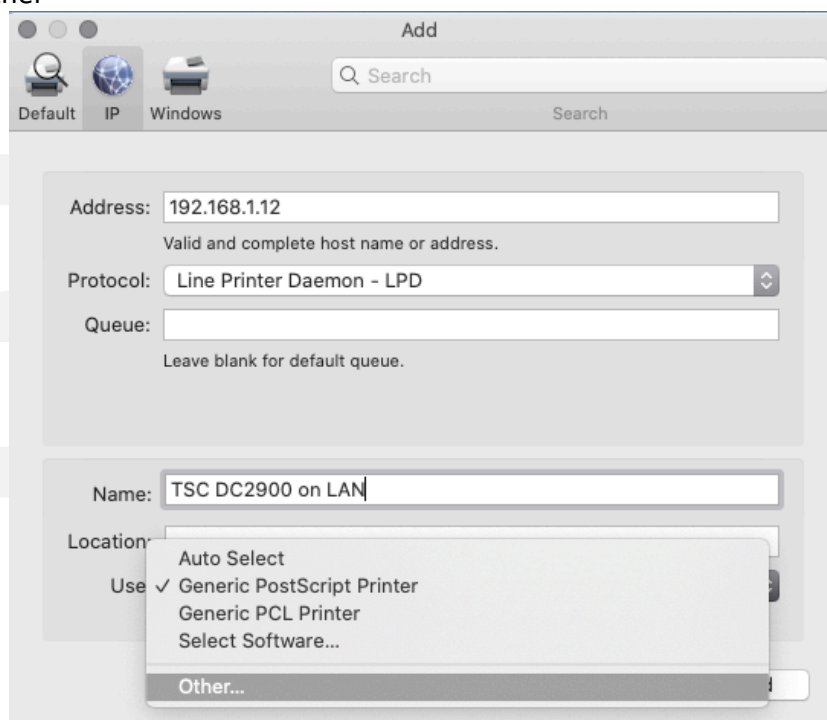 Add
Search
Default IP Windows Search
Address: 192.168.1.12
Valid and complete host name or address.
Protocol: Line Printer Daemon - LPD
Queue:
Leave blank for default queue.
Name: TSC DC2900 on LAN
Location:
Auto Select
Use ✓ Generic PostScript Printer
Generic PCL Printer
Select Software...
Other...